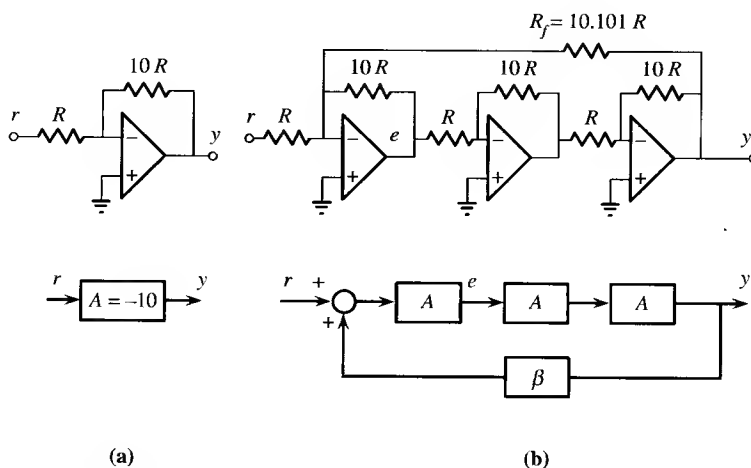 R_f = 10.101 R
10 R
10 R
10 R
10 R
r
R
y
r
R
e
R
R
y
−
+
−
+
−
+
−
+
r
A = −10
y
r
+
+
A
e
A
A
y
β
(a)
(b)